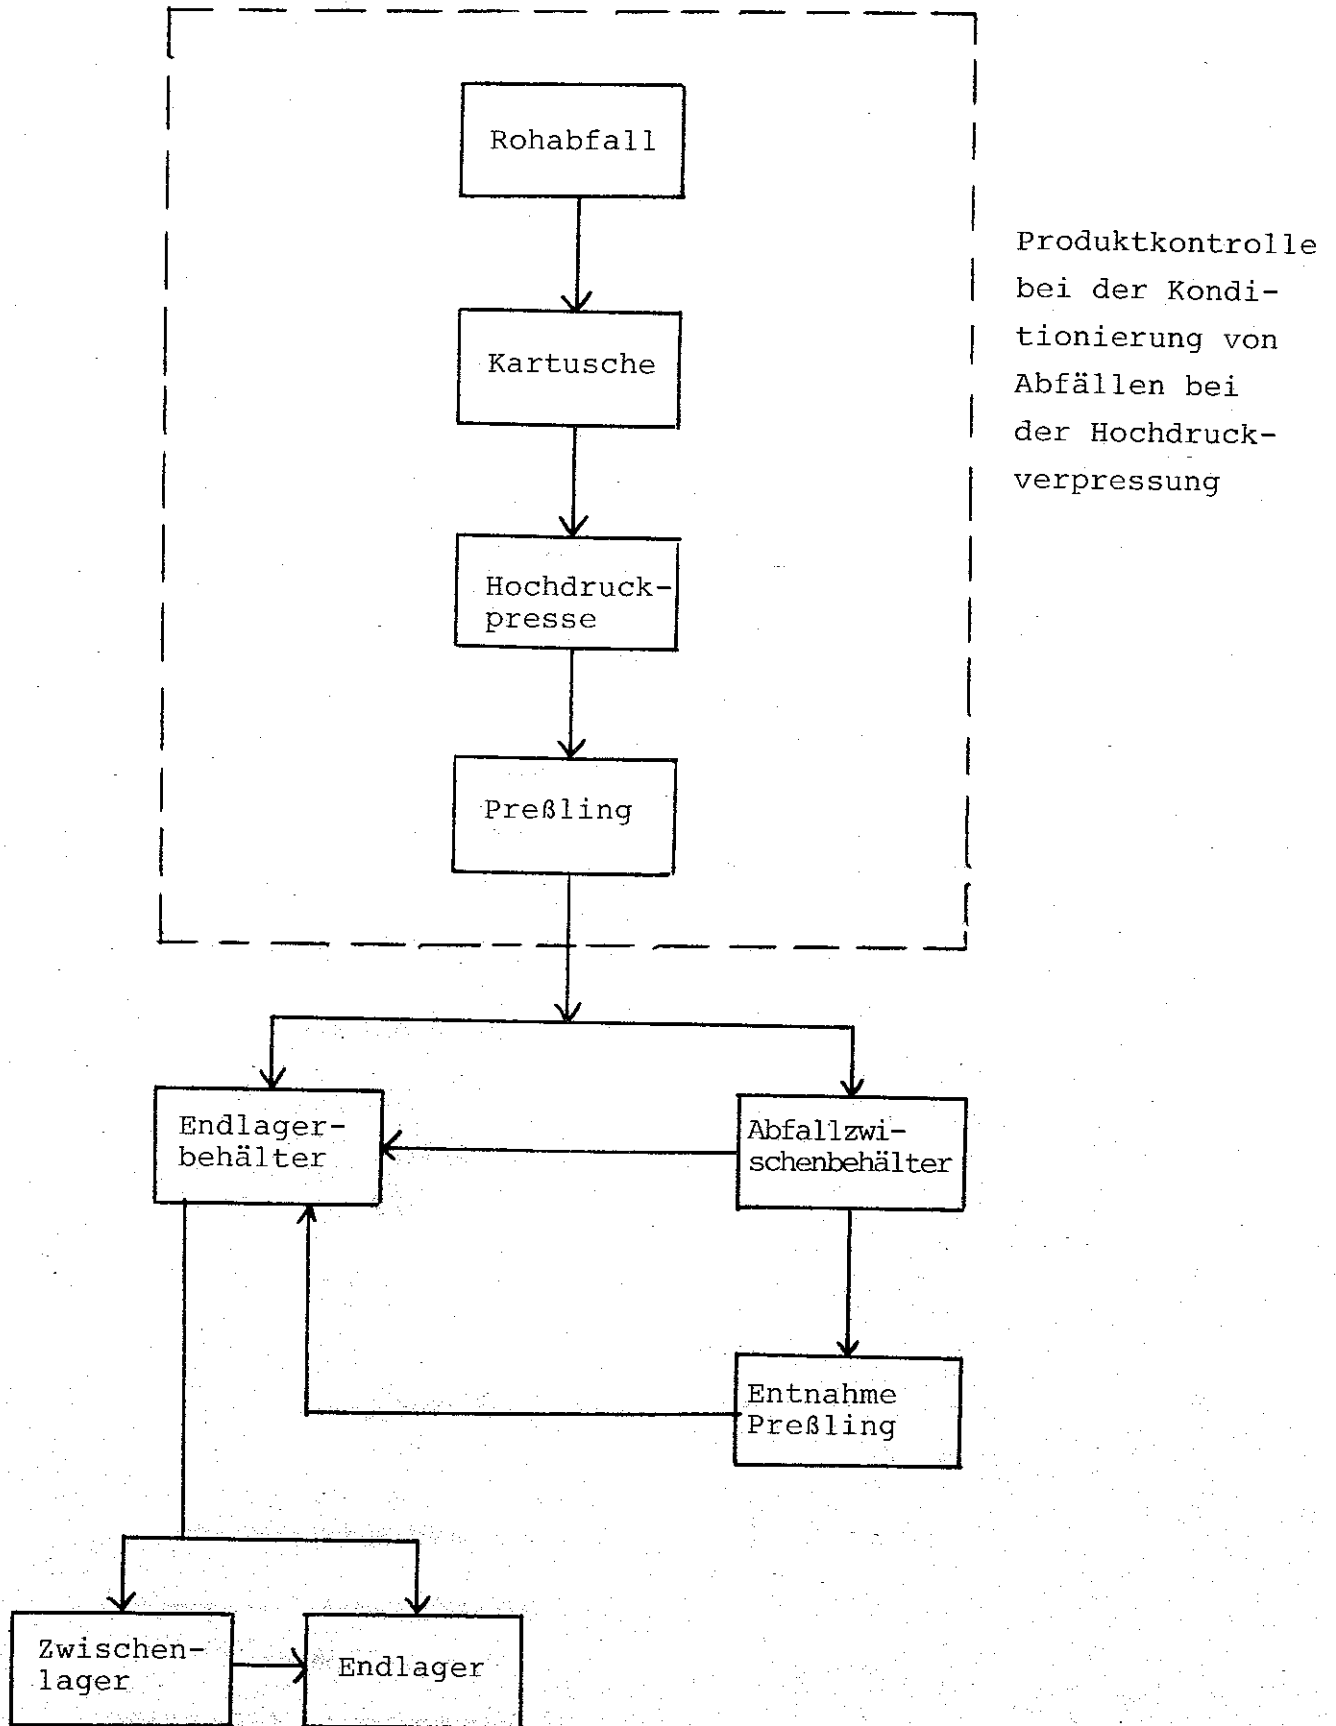 Rohabfall
Produktkontrolle
bei der Kondi-
tionierung von
Abfällen bei
der Hochdruck-
verpressung
Kartusche
Hochdruck-
presse
Preßling
Endlager-
behälter
Abfallzwi-
schenbehälter
Entnahme
Preßling
Zwischen-
lager
Endlager